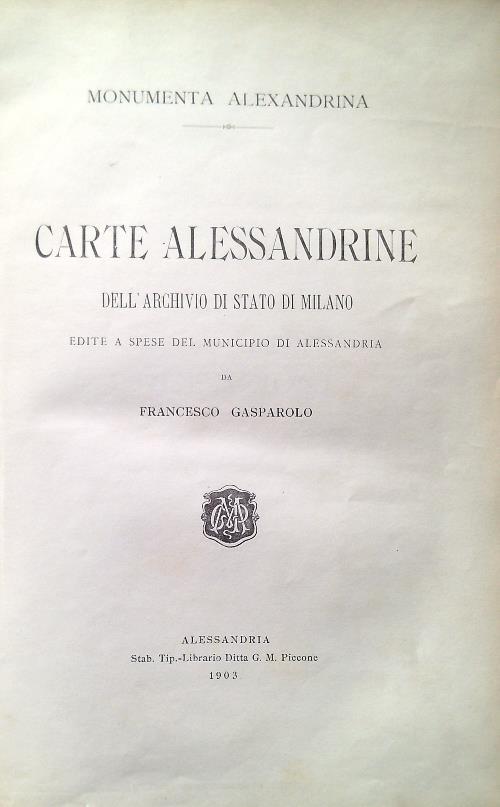 MONUMENTA ALEXANDRINA
CARTE ALESSANDRINE
DELL'ARCHIVIO DI STATO DI MILANO
EDITE A SPESE DEL MUNICIPIO DI ALESSANDRIA
DA
FRANCESCO GASPAROLO
ALESSANDRIA
Stab. Tip.-Librario Ditta G. M. Piccone
1903